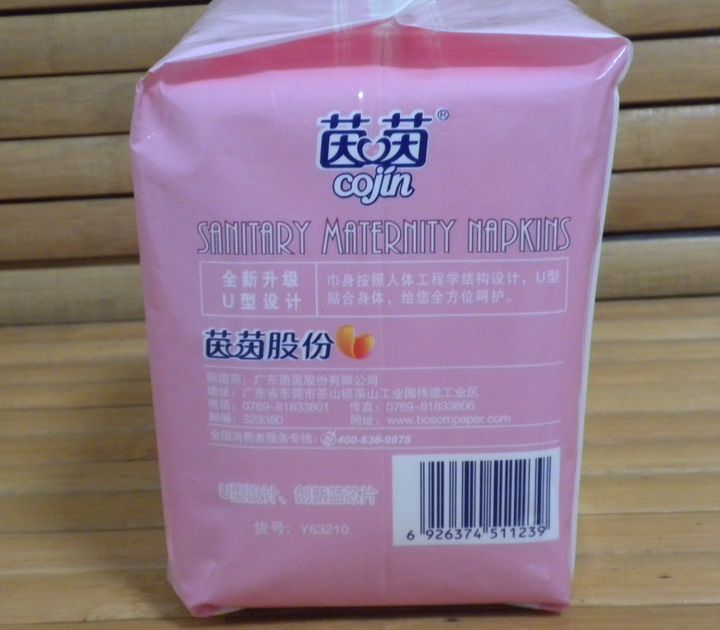 茵茵®
cojin
SANITARY MATERNITY NAPKINS
全新升级
U型设计
巾身按照人体工程学结构设计，U型
贴合身体，给您全方位呵护。
茵茵股份
制造商：广东茵茵股份有限公司
地址：广东省东莞市茶山镇茶山工业园伟建工业区
电话：0769-81833801 传真：0769-81833806
邮编：523380 网址：www.bosompaper.com
全国消费者服务专线：400-838-9978
U型设计、创新蓝芯片
货号：Y63210
6 926374 511239